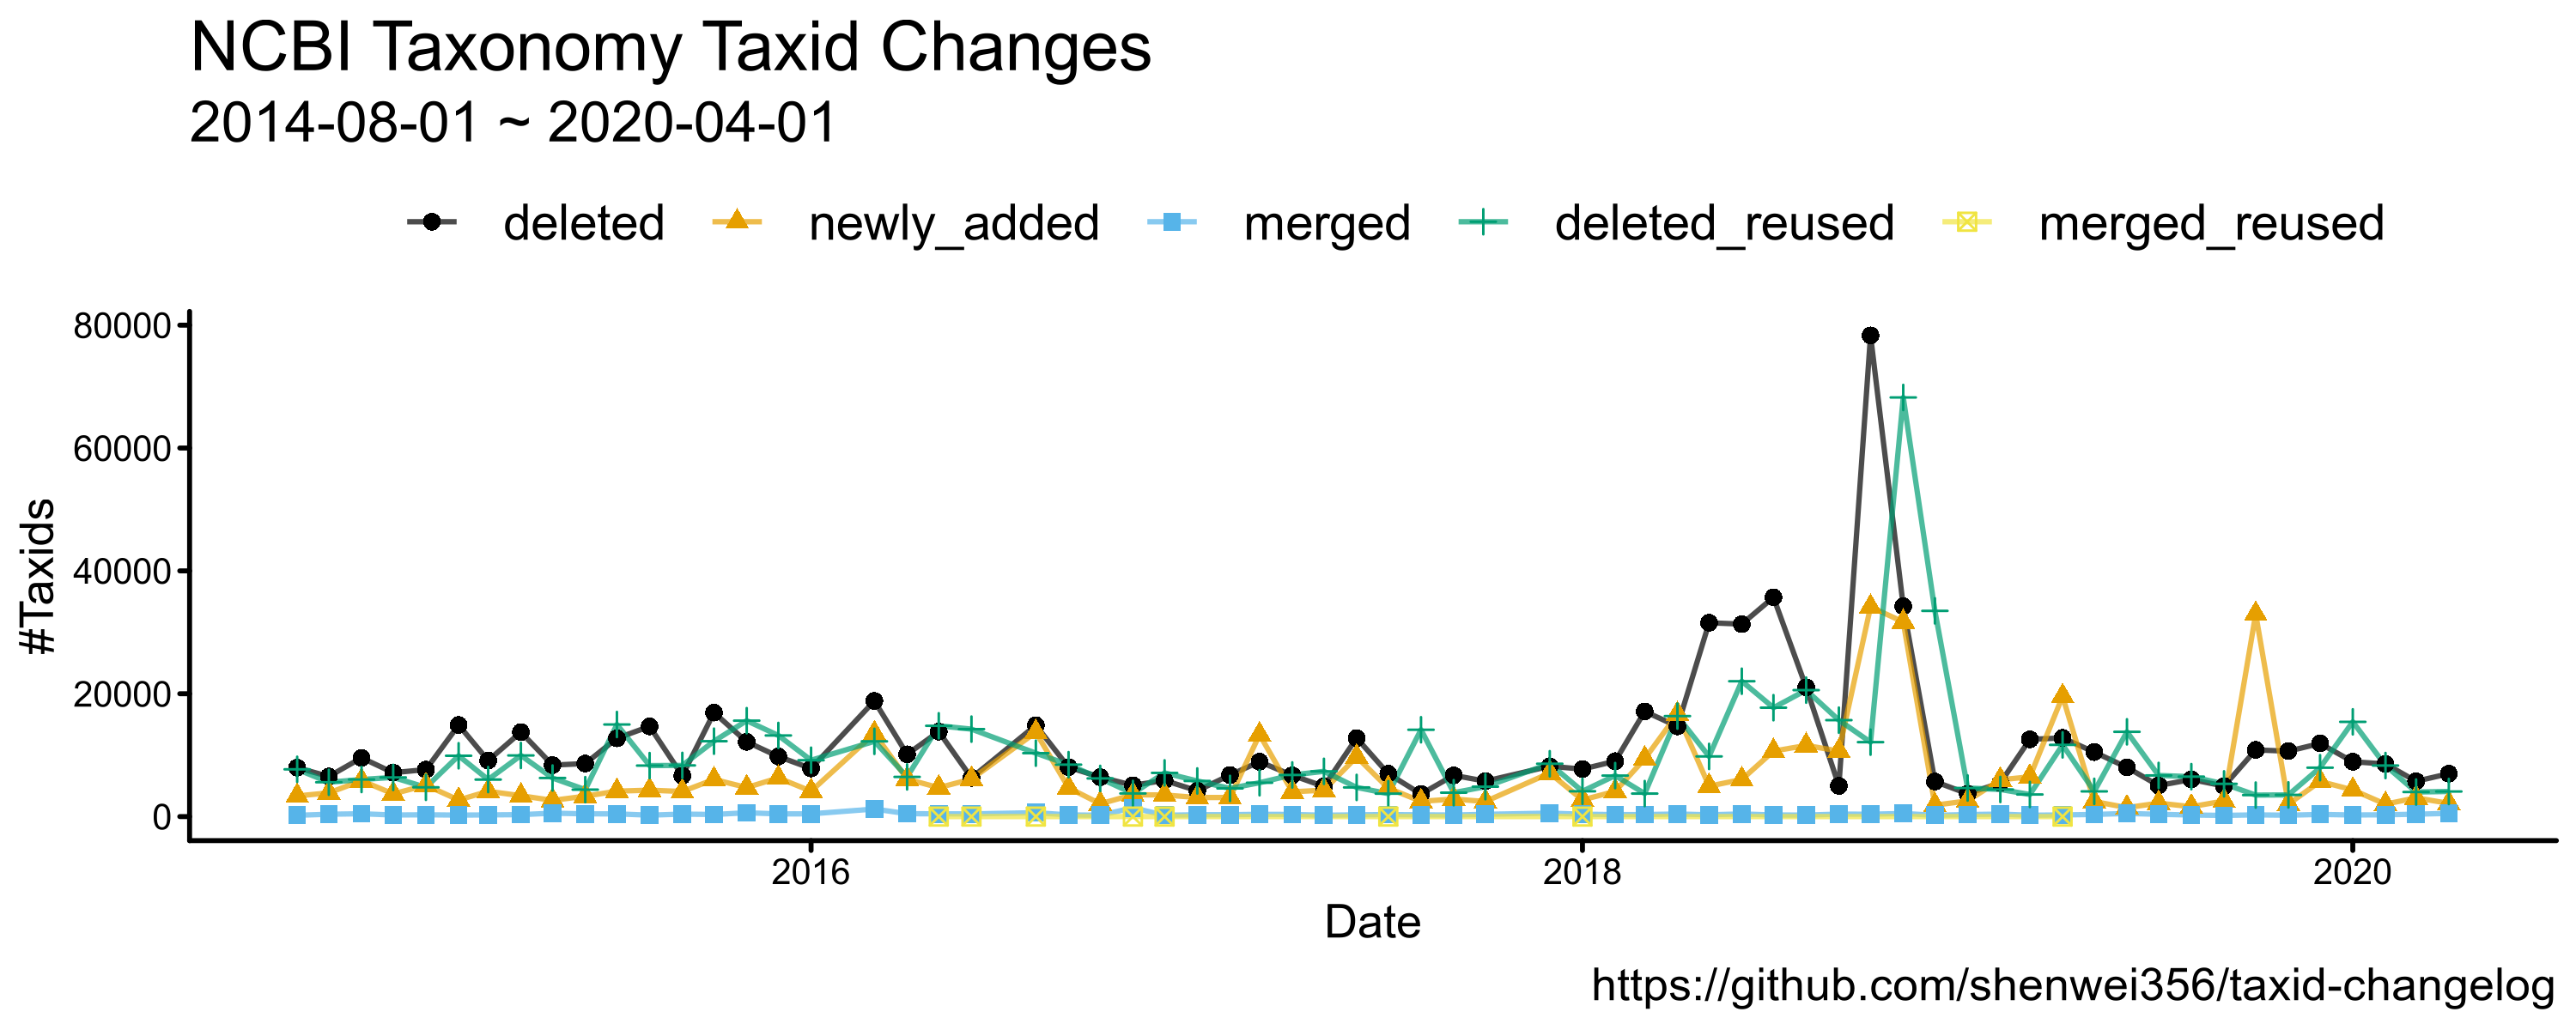 NCBI Taxonomy Taxid Changes
2014-08-01 ~ 2020-04-01
deleted newly_added merged deleted_reused merged_reused
80000
60000
40000
20000
0
#Taxids
2016 2018 2020
Date
https://github.com/shenwei356/taxid-changelog